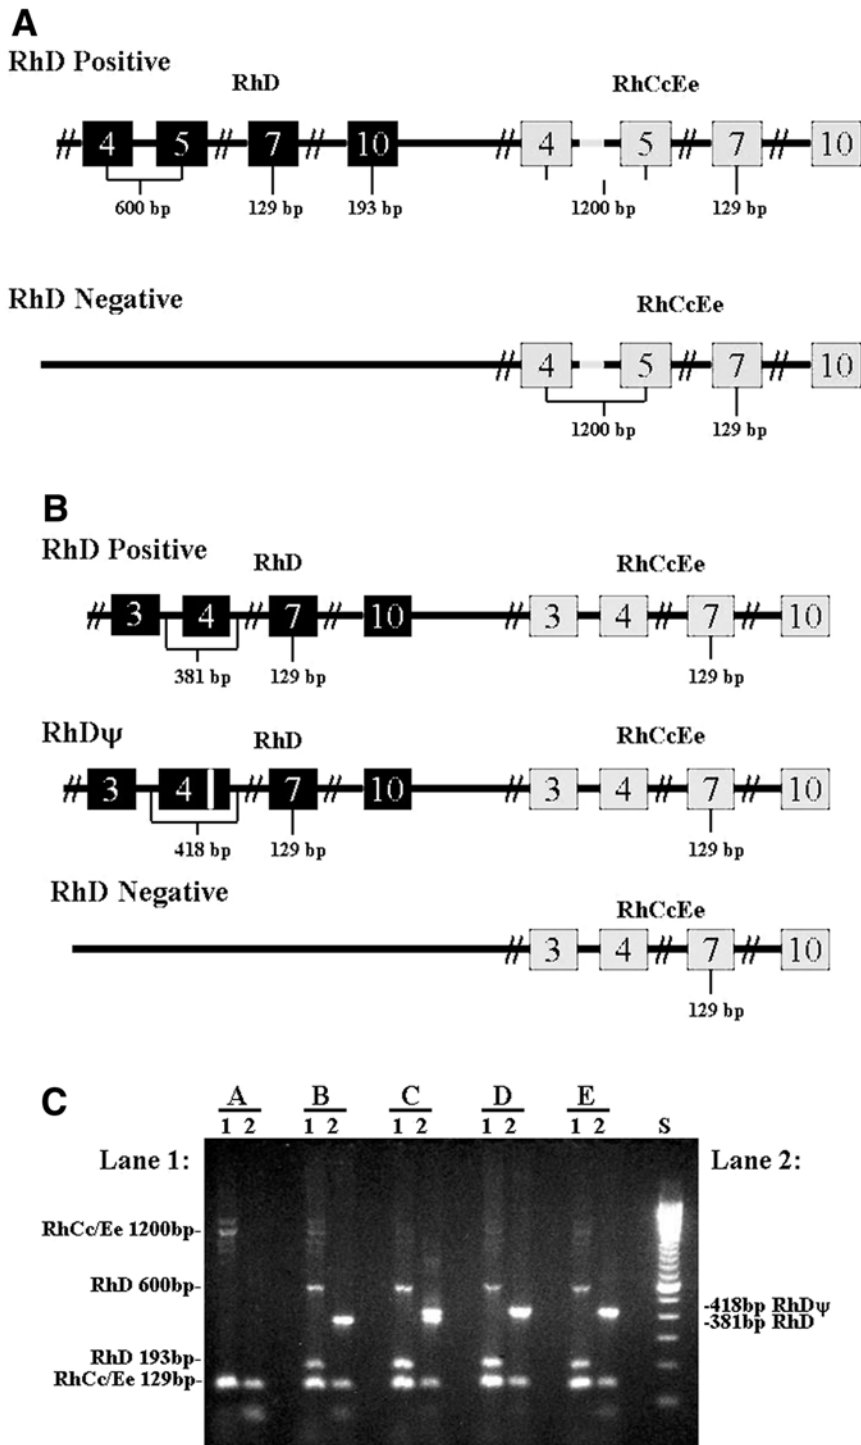 A
RhD Positive
RhD RhCcEe
4 5 7 10 4 5 7 10
600 bp 129 bp 193 bp 1200 bp 129 bp
RhD Negative
RhCcEe
4 5 7 10
1200 bp 129 bp
B
RhD Positive
RhD RhCcEe
3 4 7 10 3 4 7 10
381 bp 129 bp 129 bp
RhDψ
RhD RhCcEe
3 4 7 10 3 4 7 10
418 bp 129 bp 129 bp
RhD Negative
RhCcEe
3 4 7 10
129 bp
C
A B C D E
1 2 1 2 1 2 1 2 1 2 S
Lane 1: Lane 2:
RhCc/Ee 1200bp-
RhD 600bp-
-418bp RhDψ
-381bp RhD
RhD 193bp-
RhCc/Ee 129bp-